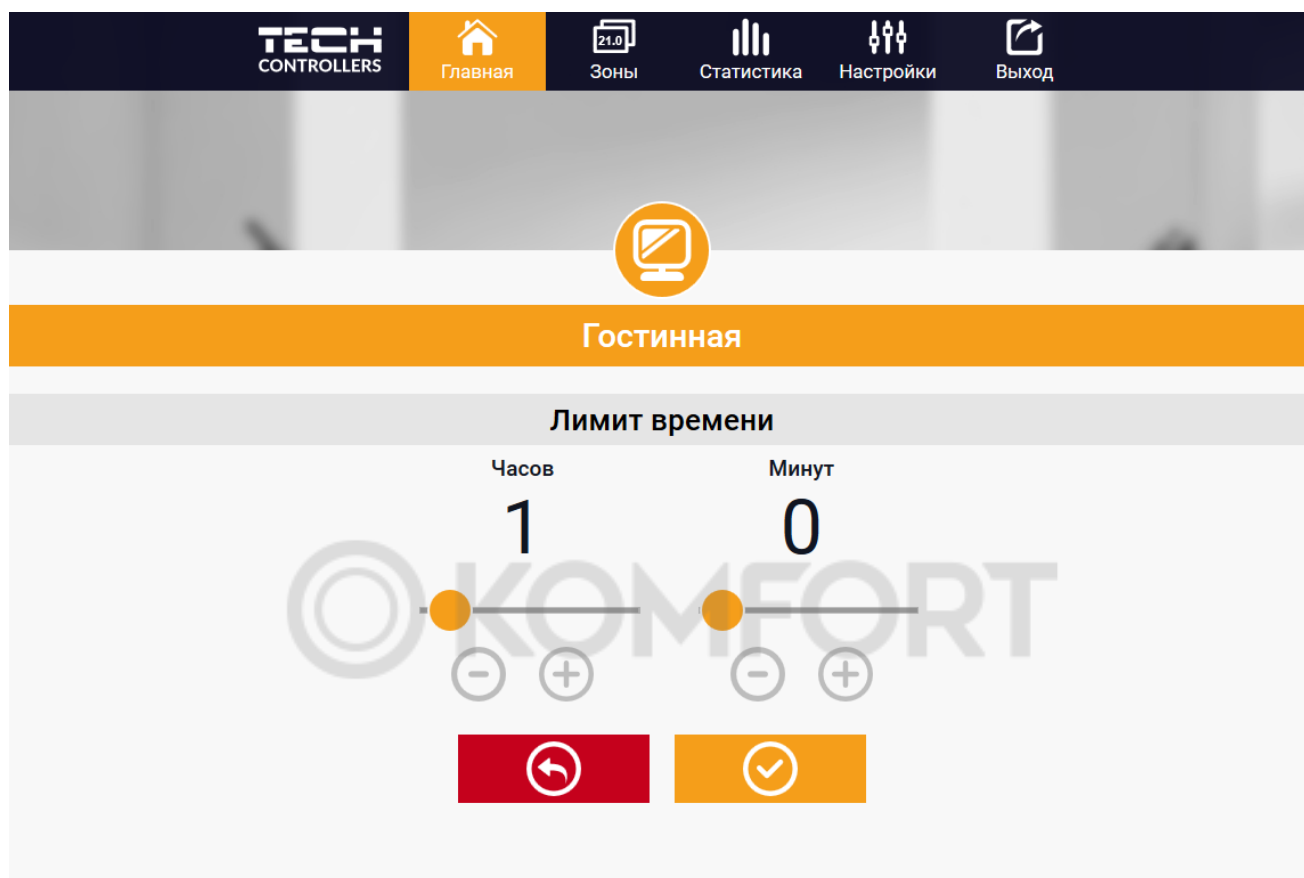 TECH
CONTROLLERS
Главная
21.0
Зоны
Статистика
Настройки
Выход
Гостинная
Лимит времени
Часов
Минут
1
0
KOMFORT